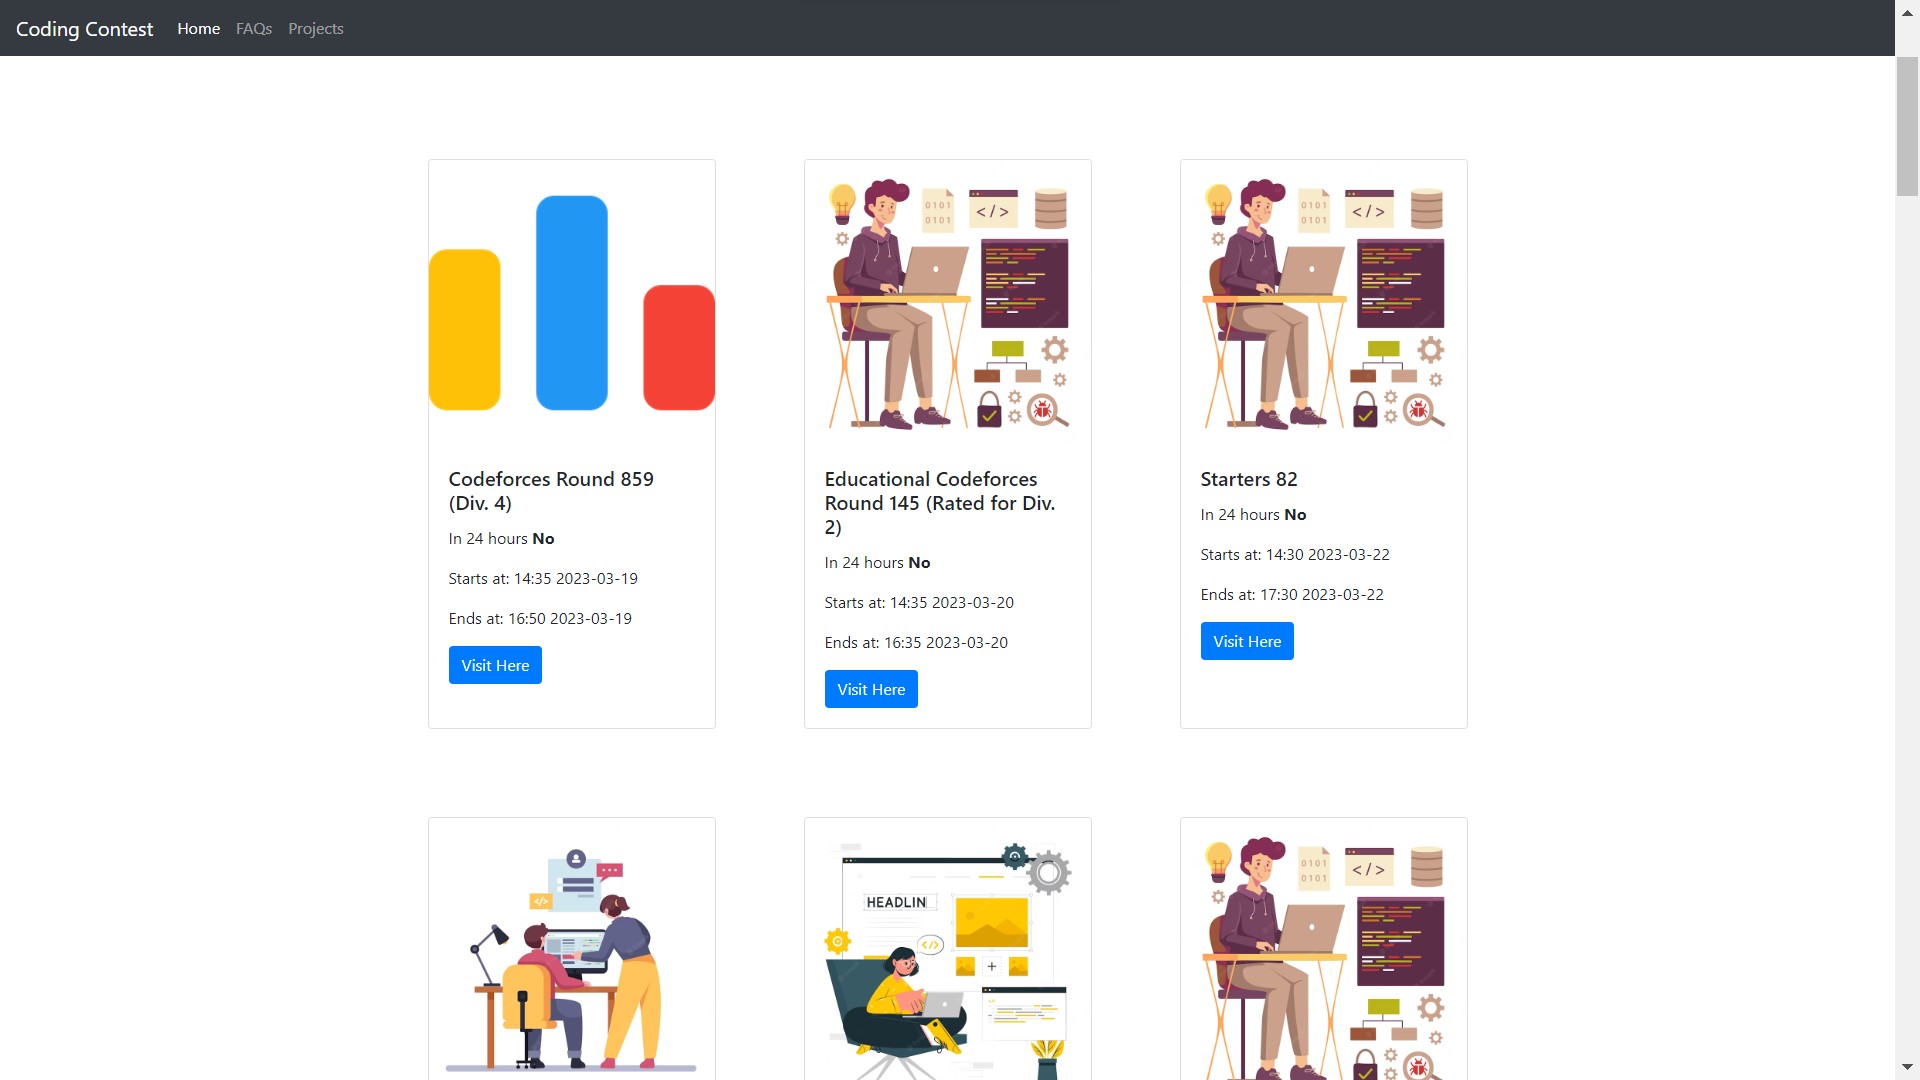 Coding Contest Home FAQs Projects
0101
0101
</>
0101
0101
</>
Codeforces Round 859
(Div. 4)
In 24 hours No
Starts at: 14:35 2023-03-19
Ends at: 16:50 2023-03-19
Visit Here
Educational Codeforces
Round 145 (Rated for Div.
2)
In 24 hours No
Starts at: 14:35 2023-03-20
Ends at: 16:35 2023-03-20
Visit Here
Starters 82
In 24 hours No
Starts at: 14:30 2023-03-22
Ends at: 17:30 2023-03-22
Visit Here
</>
HEADLIN
</>
0101
0101
</>